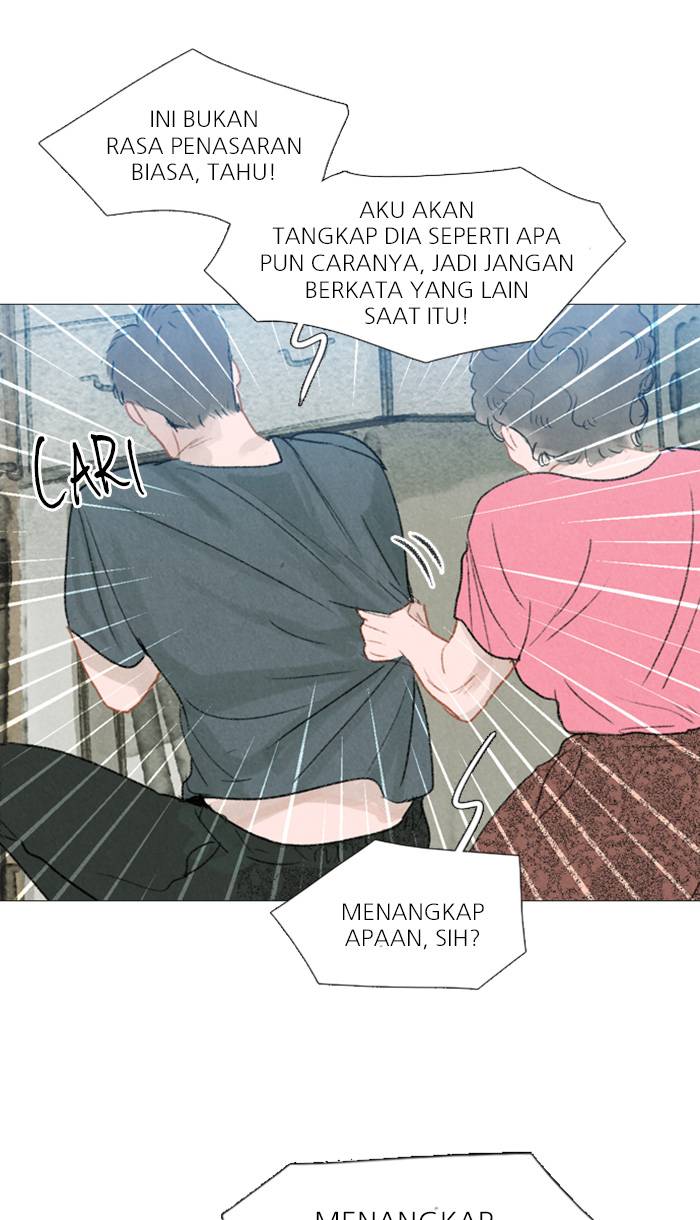 INI BUKAN
RASA PENASARAN
BIASA, TAHU!
AKU AKAN
TANGKAP DIA SEPERTI APA
PUN CARANYA, JADI JANGAN
BERKATA YANG LAIN
SAAT ITU!
CARI
MENANGKAP
APAAN, SIH?
MENANGKAP